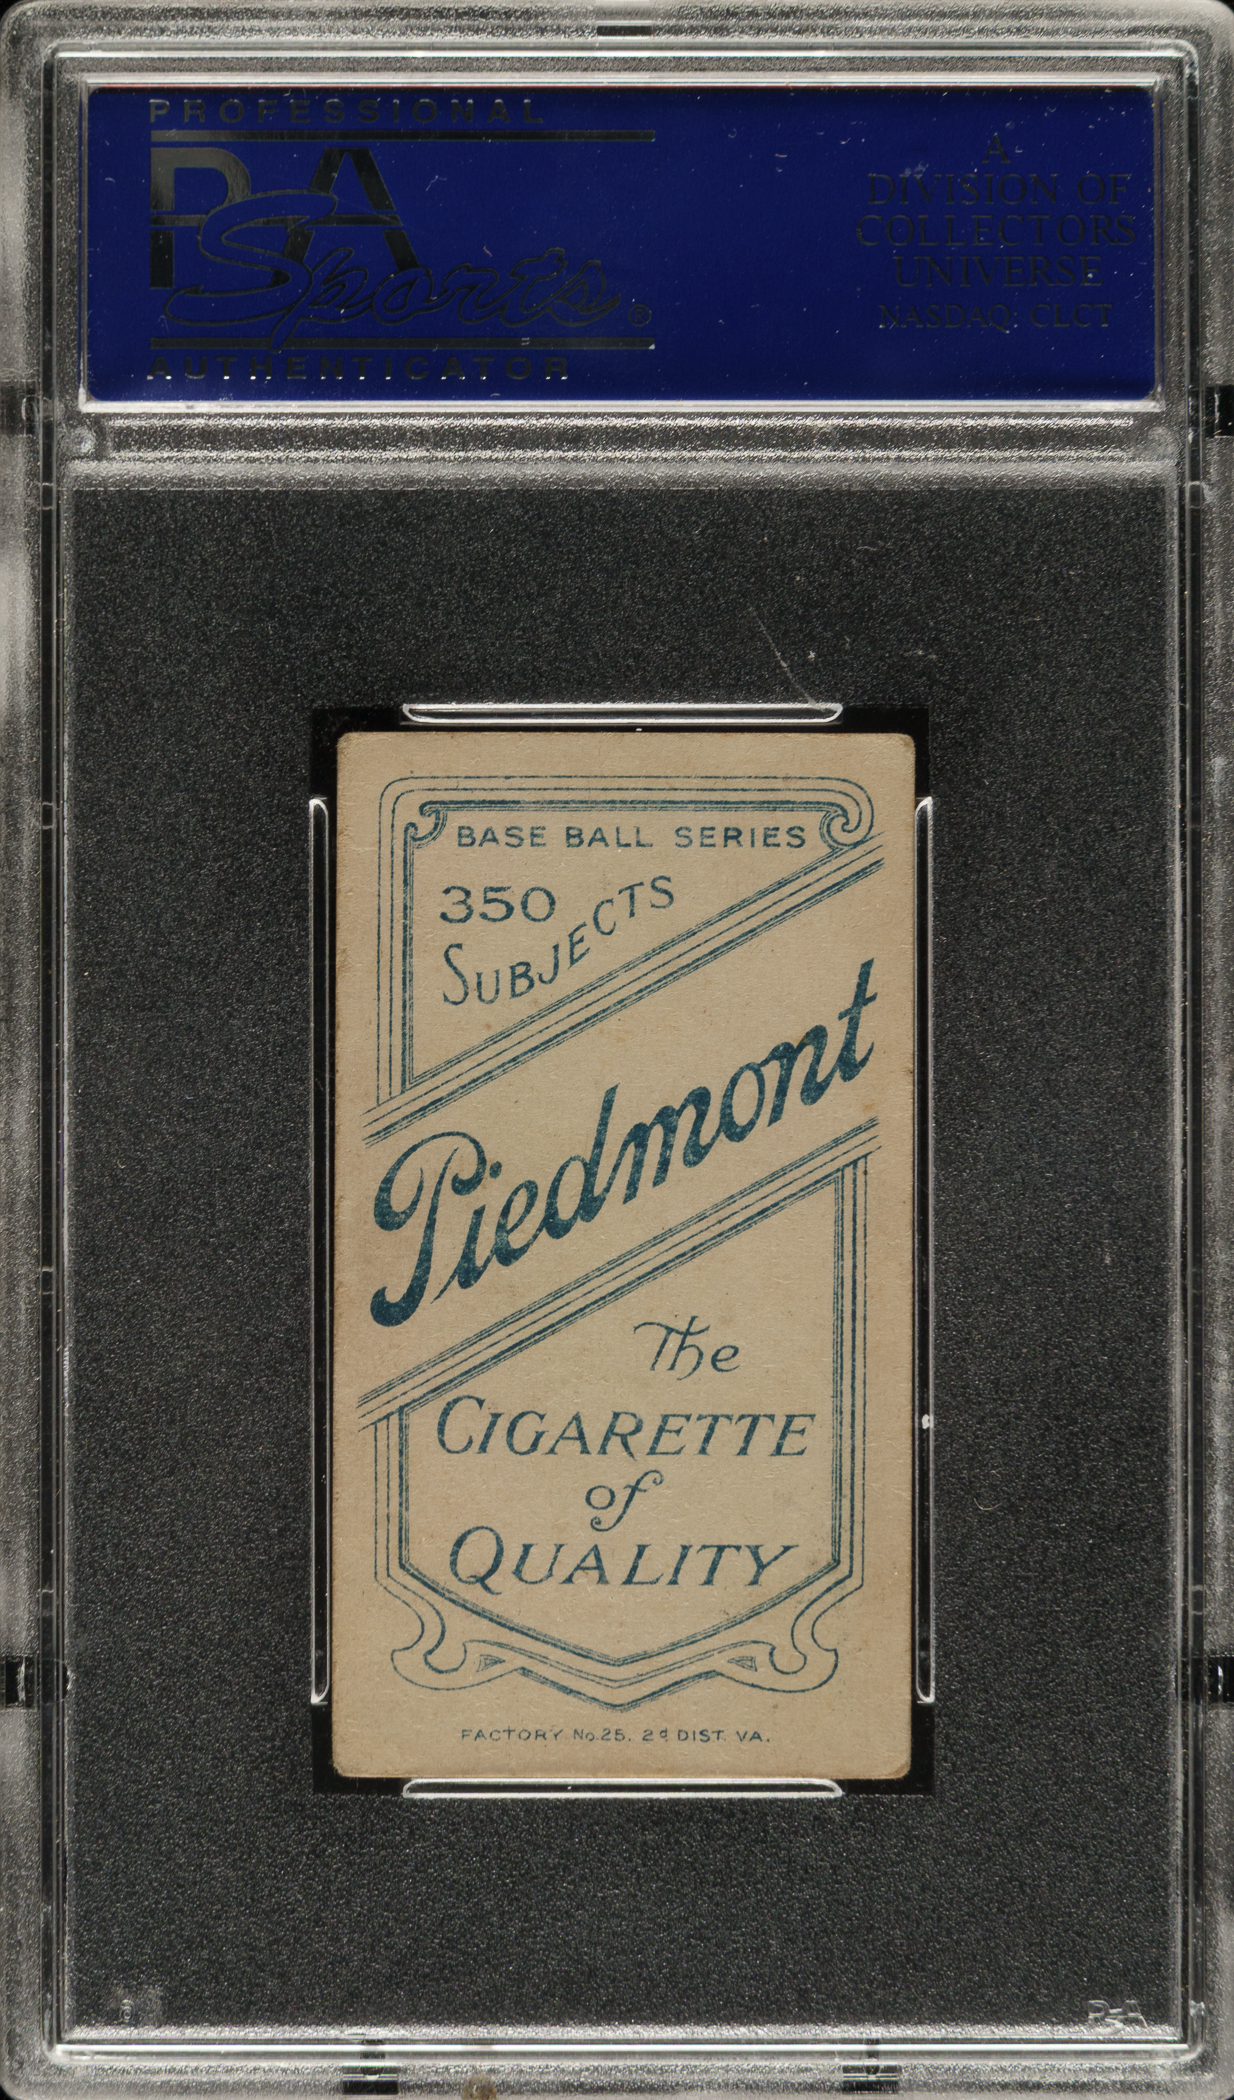 PROFESSIONAL
PSA
Sports®
AUTHENTICATOR
A
DIVISION OF
COLLECTORS
UNIVERSE
NASDAQ: CLCT
BASE BALL SERIES
350
SUBJECTS
Piedmont
The
CIGARETTE
of
QUALITY
FACTORY No. 25. 2d DIST. VA.
PSA